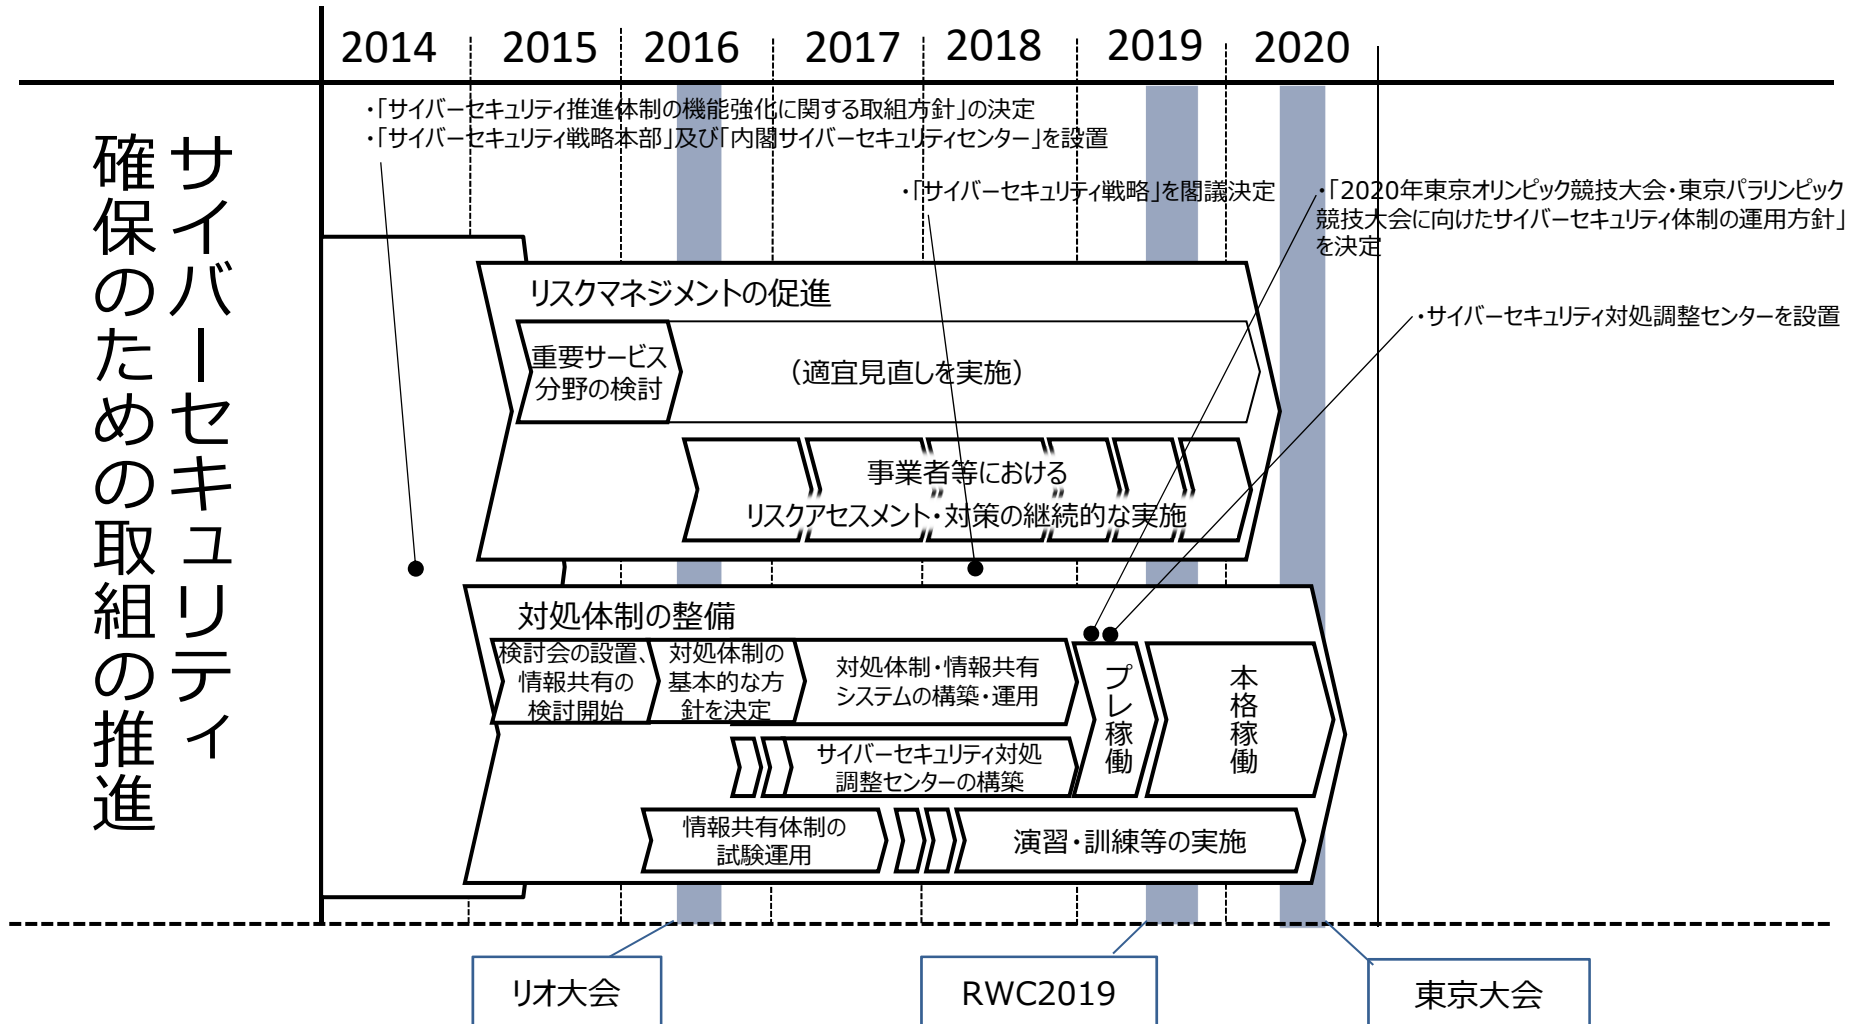 2014 2015 2016 2017 2018 2019 2020
サイバーセキュリティ
確保のための取組の推進
・「サイバーセキュリティ推進体制の機能強化に関する取組方針」の決定
・「サイバーセキュリティ戦略本部」及び「内閣サイバーセキュリティセンター」を設置
・「サイバーセキュリティ戦略」を閣議決定
・「2020年東京オリンピック競技大会・東京パラリンピック
競技大会に向けたサイバーセキュリティ体制の運用方針」
を決定
・サイバーセキュリティ対処調整センターを設置
リスクマネジメントの促進
重要サービス
分野の検討
（適宜見直しを実施）
事業者等における
リスクアセスメント・対策の継続的な実施
対処体制の整備
検討会の設置、
情報共有の
検討開始
対処体制の
基本的な方
針を決定
対処体制・情報共有
システムの構築・運用
プレ稼働
本格稼働
サイバーセキュリティ対処
調整センターの構築
情報共有体制の
試験運用
演習・訓練等の実施
リオ大会
RWC2019
東京大会